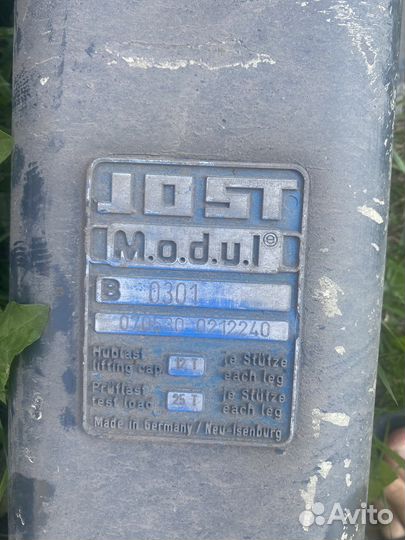 JOST
M.o.d.u.l ®
B 0301
0212240
Hublast 12 T je Stütze
lifting cap. each leg
Prüflast 25 T je Stütze
test load each leg
Made in Germany / Neu-Isenburg
Avito